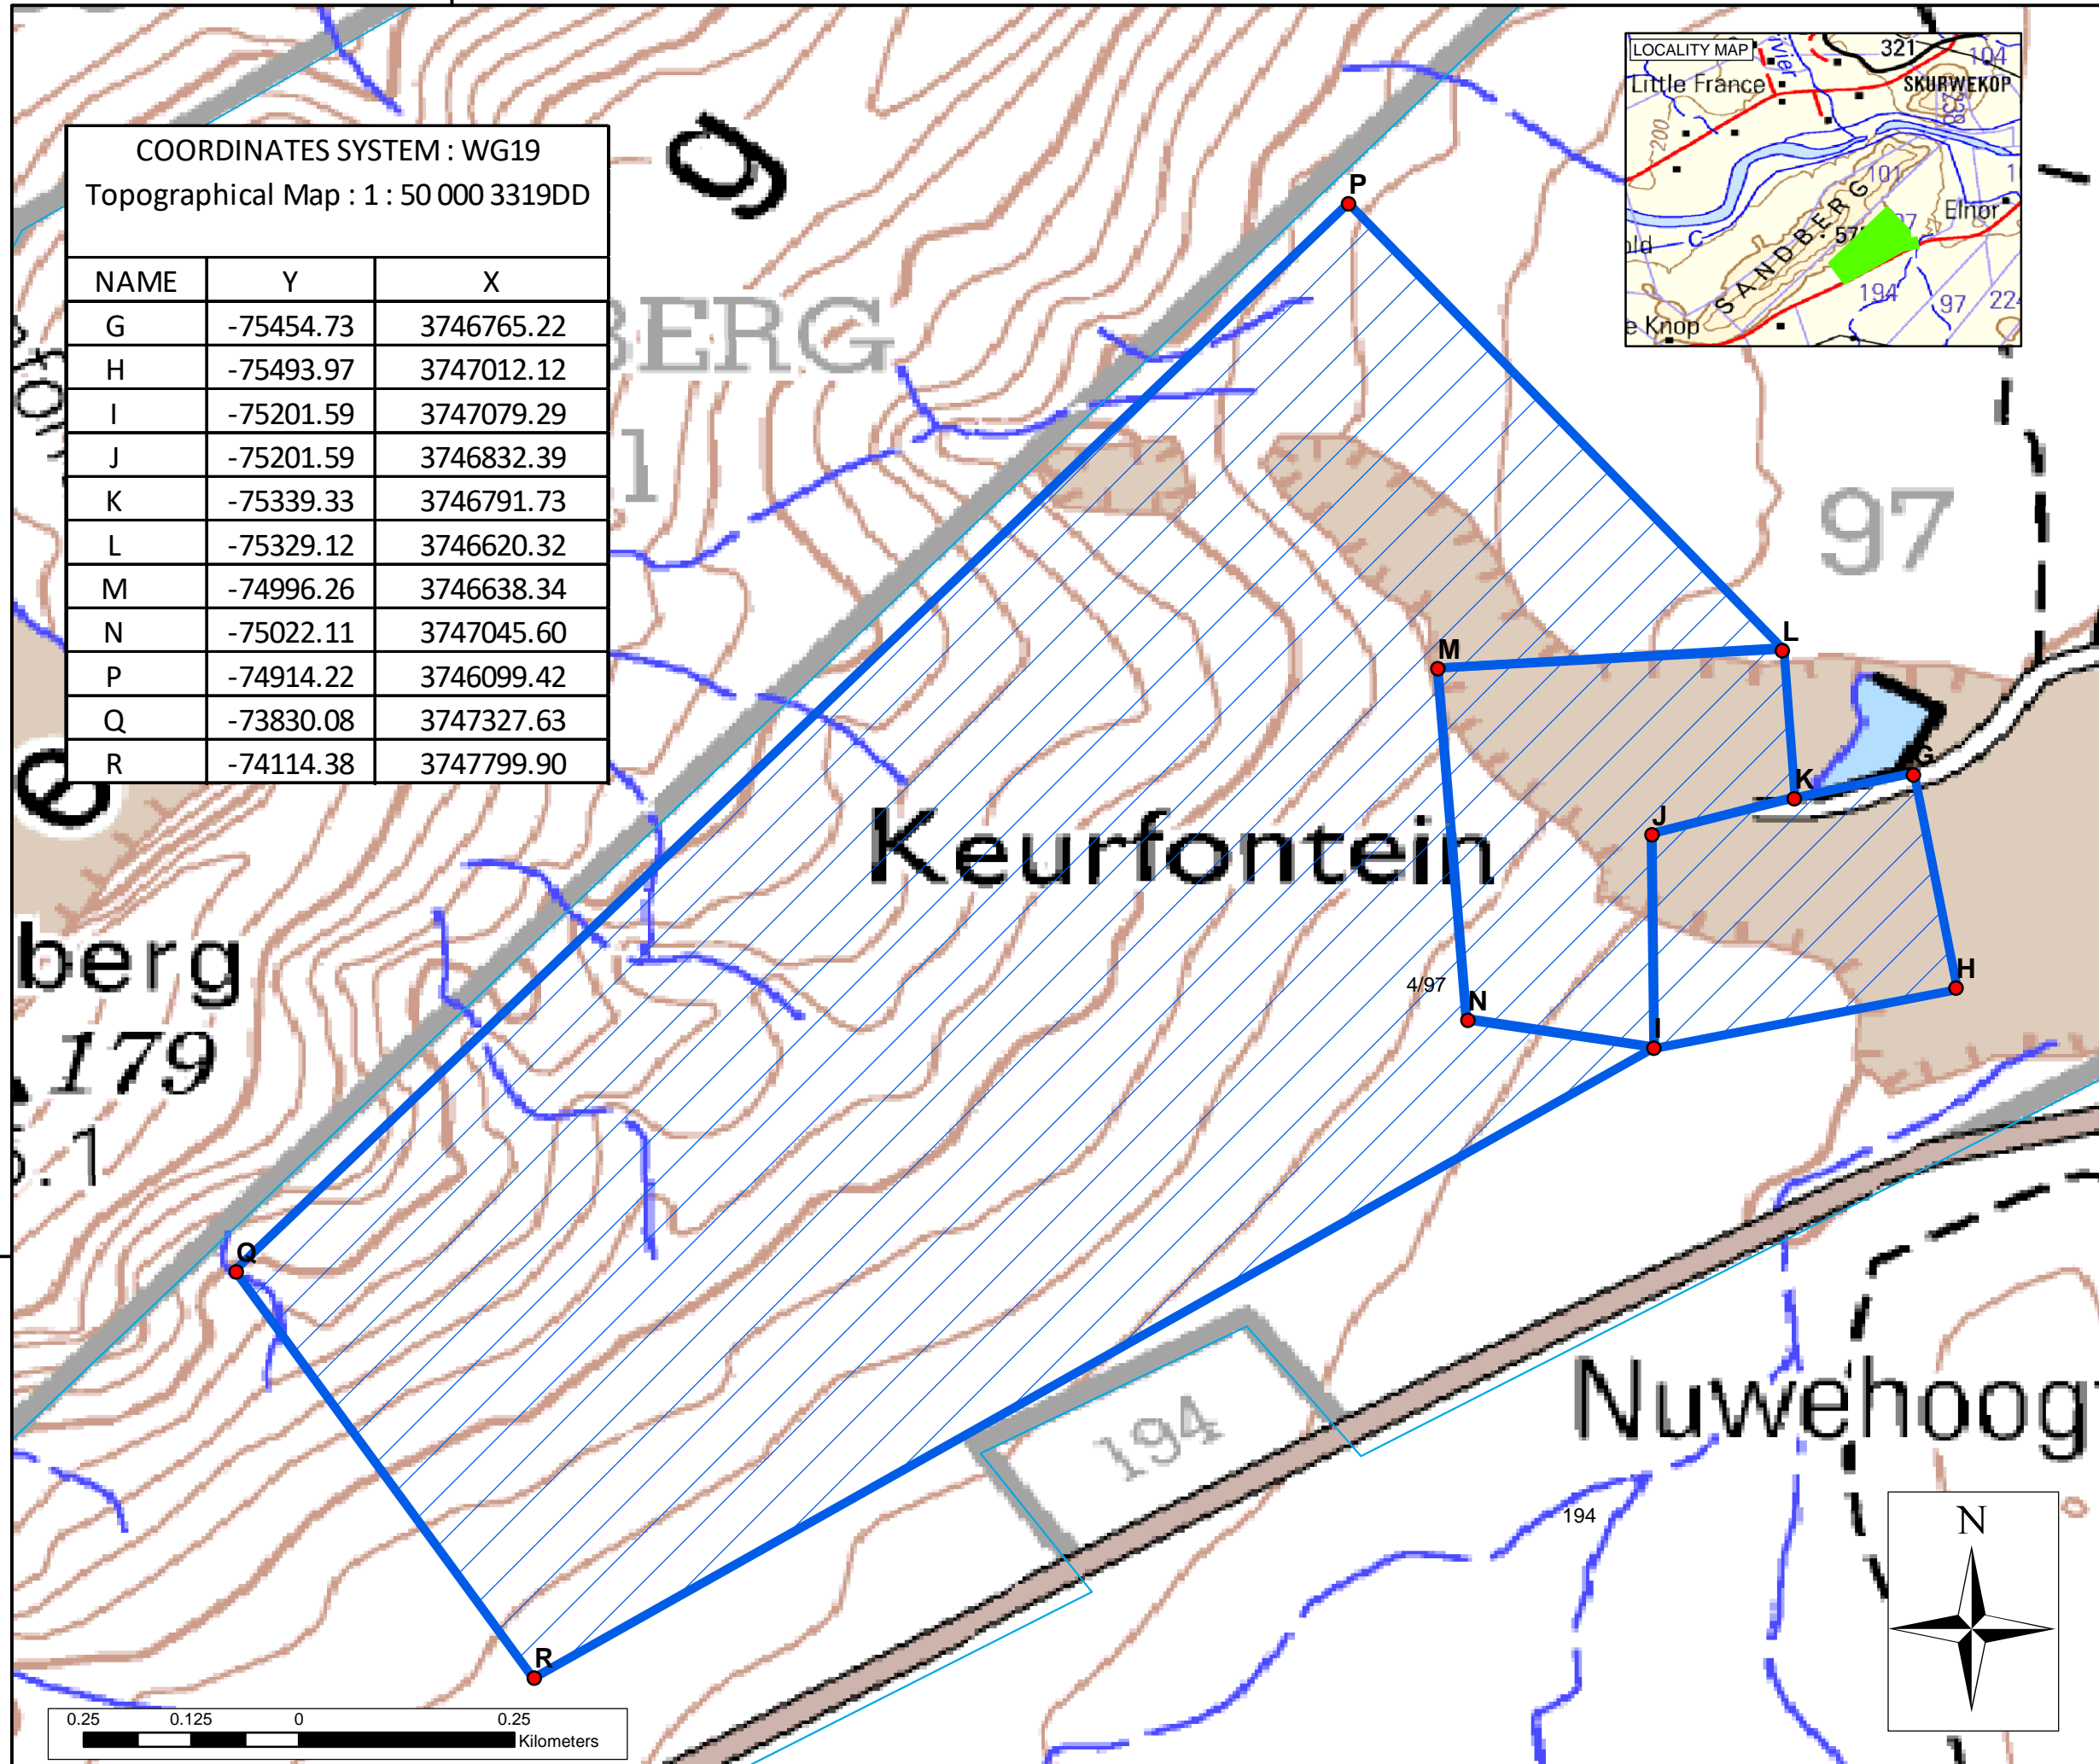 COORDINATES SYSTEM : WG19
Topographical Map : 1 : 50 000 3319DD
NAME Y X
G -75454.73 3746765.22
H -75493.97 3747012.12
I -75201.59 3747079.29
J -75201.59 3746832.39
K -75339.33 3746791.73
L -75329.12 3746620.32
M -74996.26 3746638.34
N -75022.11 3747045.60
P -74914.22 3746099.42
Q -73830.08 3747327.63
R -74114.38 3747799.90
g
BERG
LOCALITY MAP
321
104
Little France
SKURWEKOP
200
101
SANDBERG
Elnor
194
97
e Knop
P
97
L
M
G
K
J
Keurfontein
berg
179
H
4/97
N
I
Q
194
Nuwehoog
194
N
R
0.25 0.125 0 0.25
Kilometers